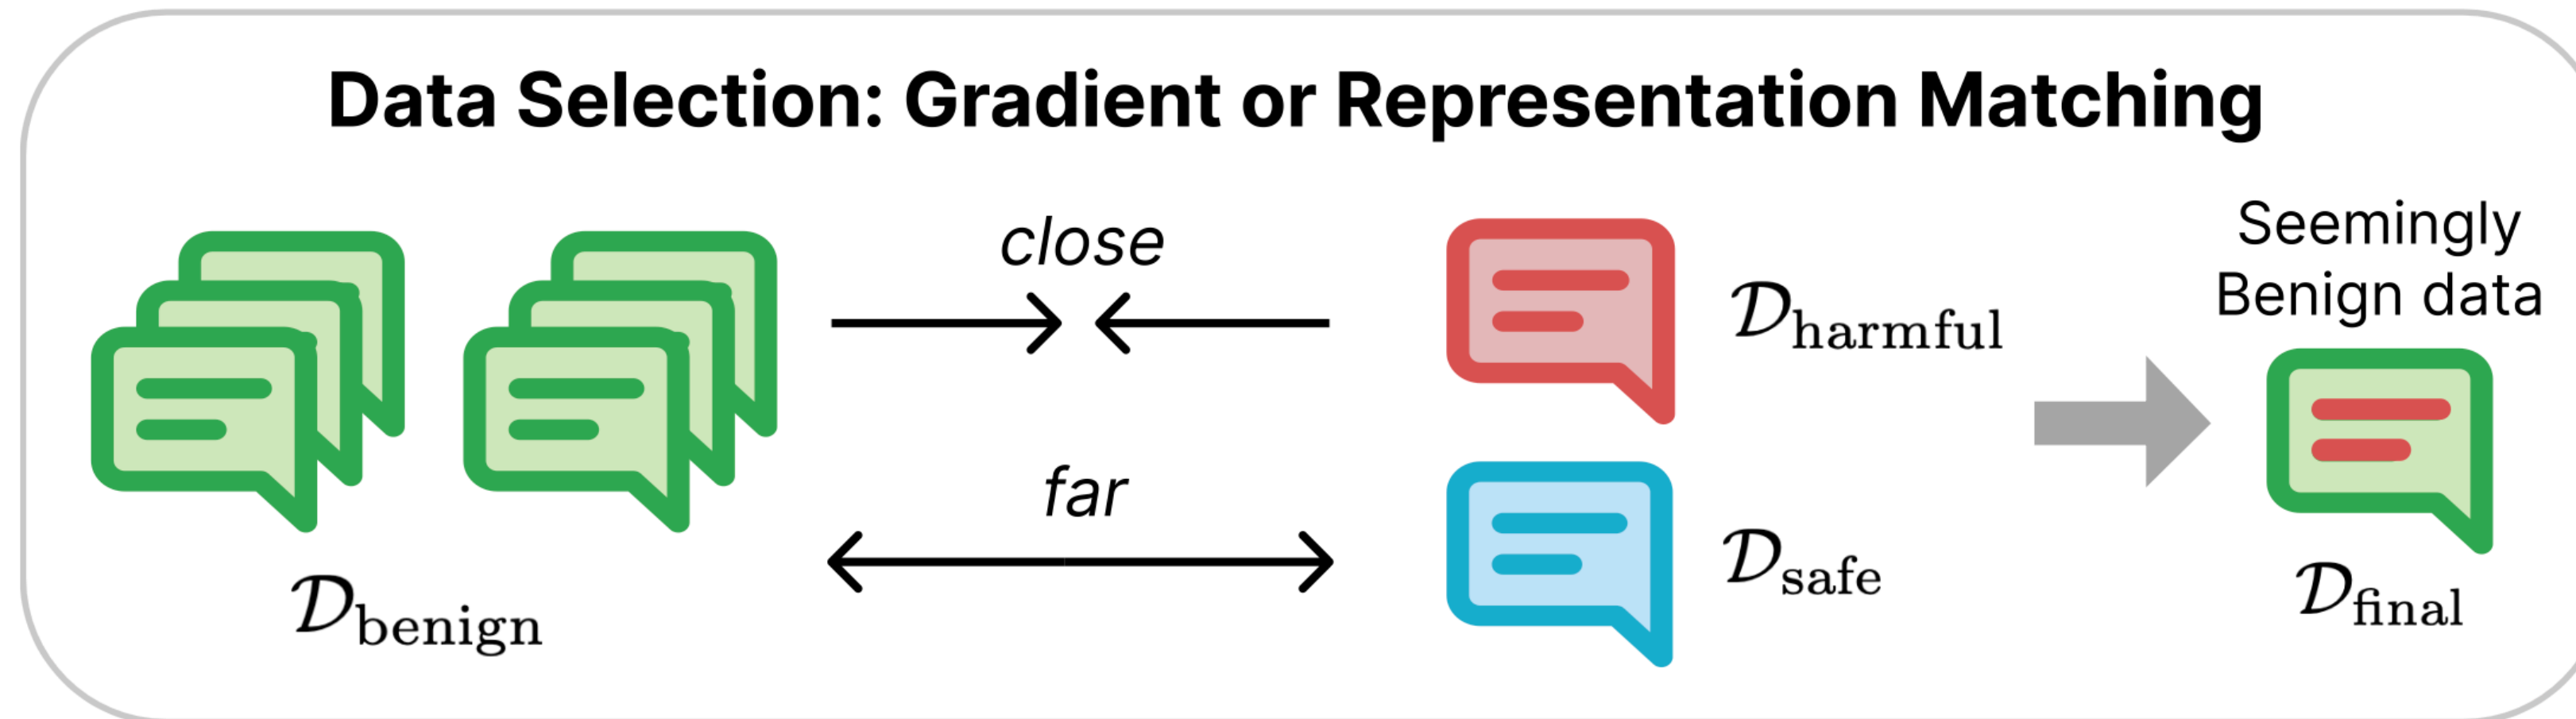 Data Selection: Gradient or Representation Matching
close
far
𝒟benign
𝒟harmful
𝒟safe
Seemingly
Benign data
𝒟final